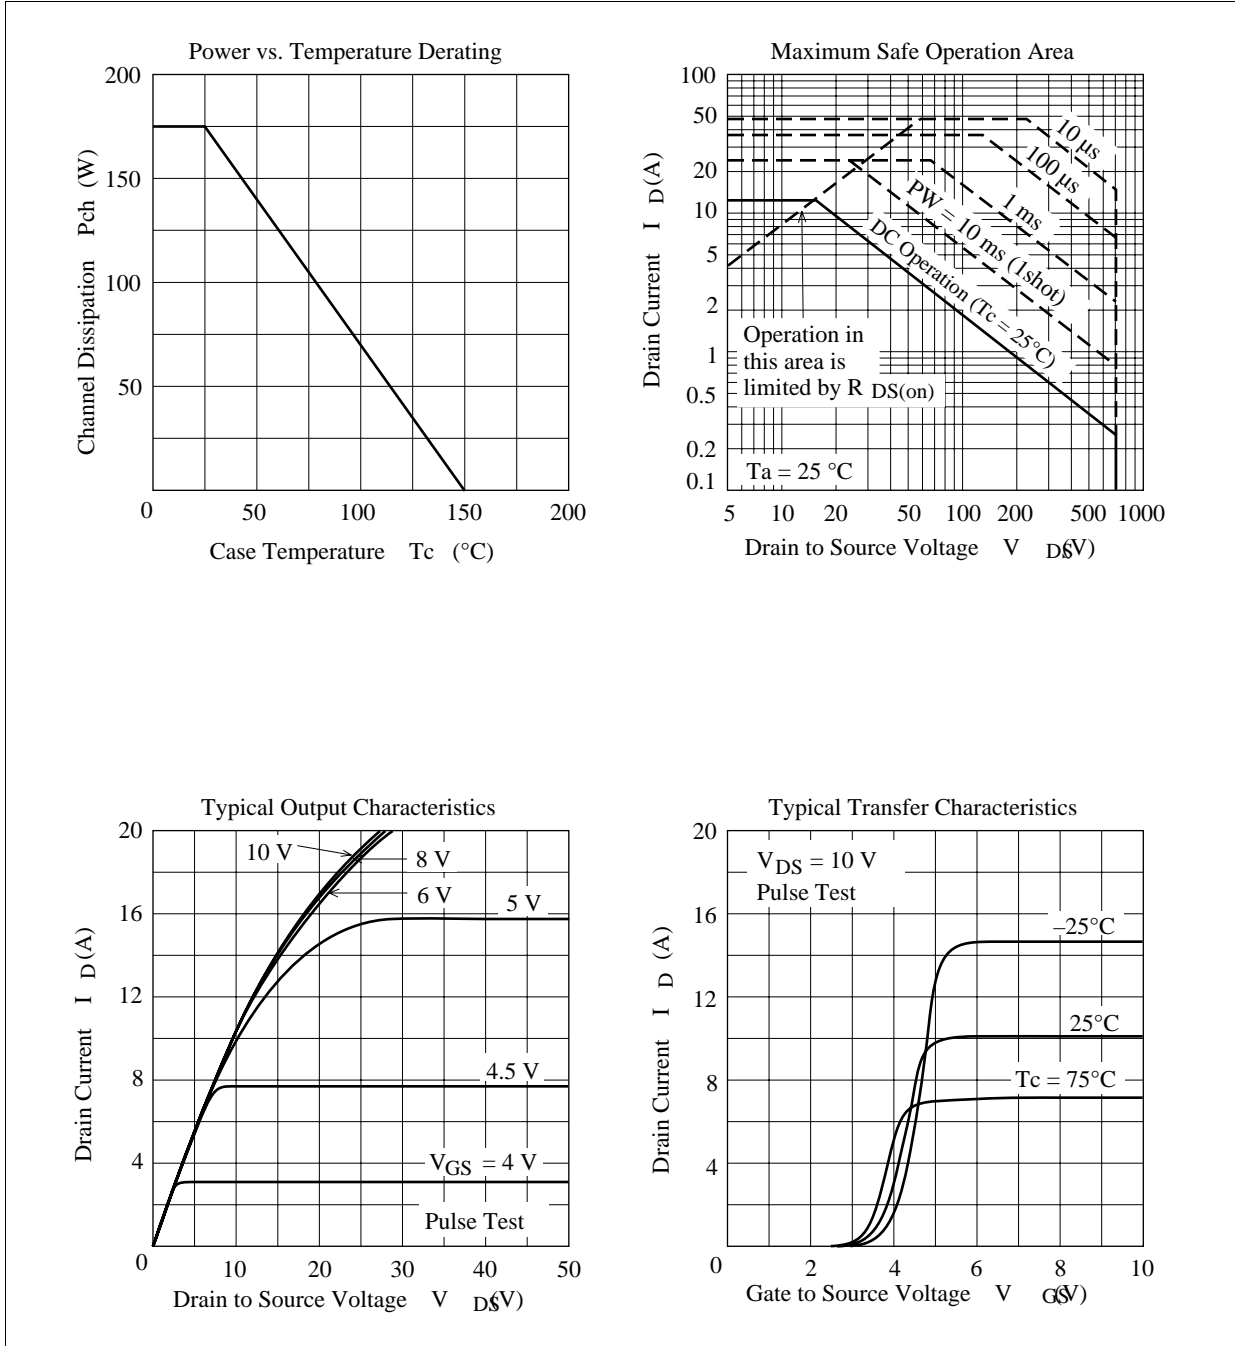 Power vs. Temperature Derating
200
150
100
50
0 50 100 150 200
Channel Dissipation Pch (W)
Case Temperature Tc (°C)
Maximum Safe Operation Area
100
50
20
10
5
2
1
0.5
0.2
0.1
5 10 20 50 100 200 500 1000
Drain Current I D (A)
Drain to Source Voltage V DS (V)
10 µs
100 µs
1 ms
PW = 10 ms (1shot)
DC Operation (Tc = 25°C)
Operation in
this area is
limited by R DS(on)
Ta = 25 °C
Typical Output Characteristics
20
16
12
8
4
0 10 20 30 40 50
Drain Current I D (A)
Drain to Source Voltage V DS (V)
10 V
8 V
6 V
5 V
4.5 V
VGS = 4 V
Pulse Test
Typical Transfer Characteristics
20
16
12
8
4
0 2 4 6 8 10
Drain Current I D (A)
Gate to Source Voltage V GS (V)
VDS = 10 V
Pulse Test
–25°C
25°C
Tc = 75°C